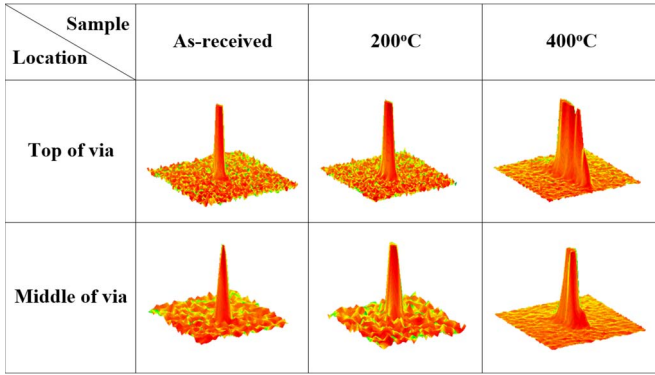 Sample
Location
As-received
200°C
400°C
Top of via
Middle of via